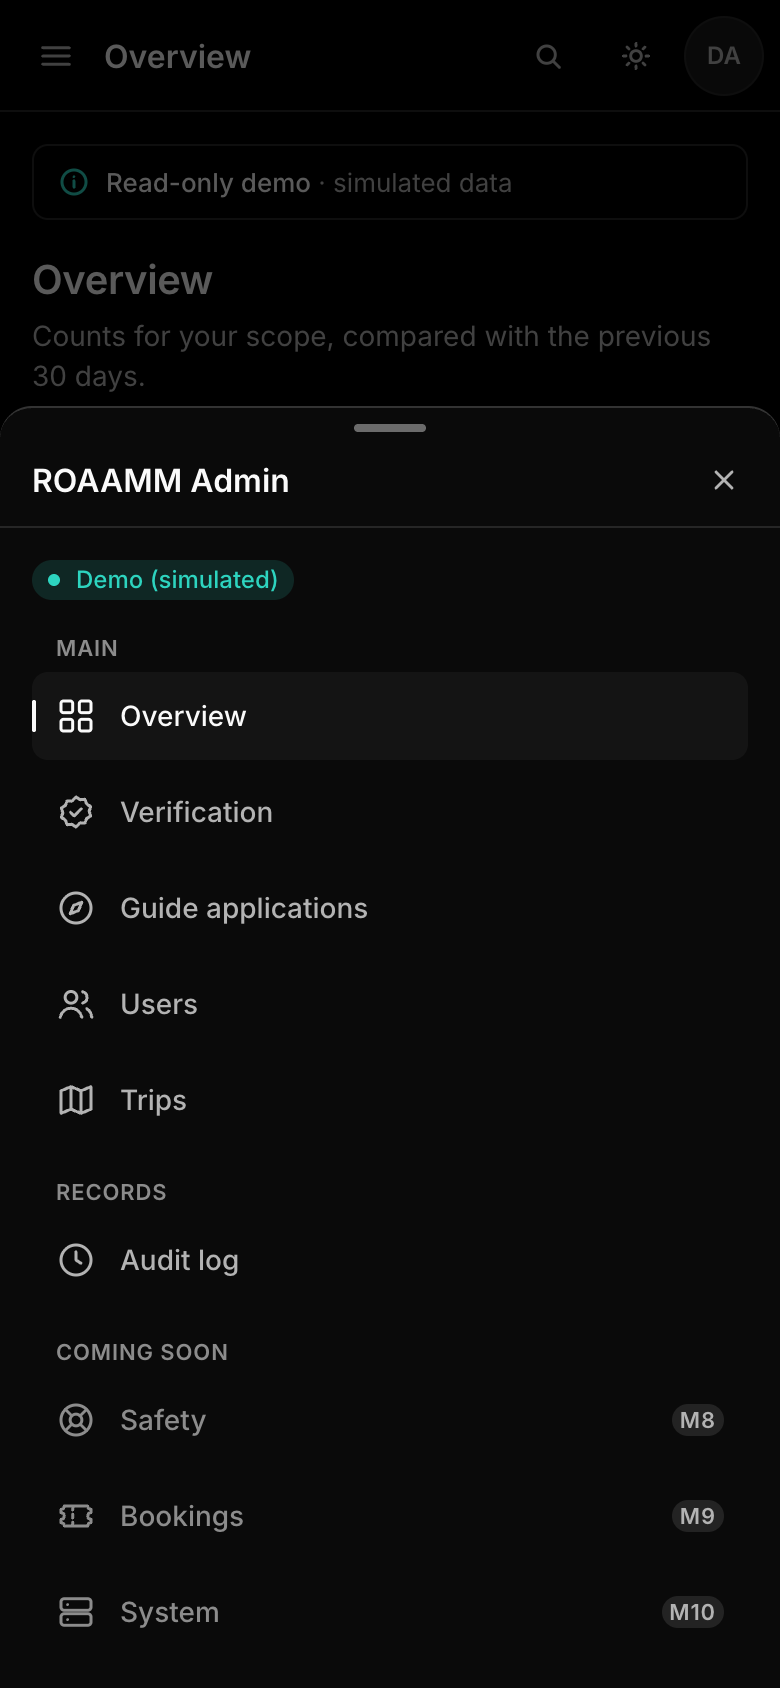 Overview
DA
Read-only demo · simulated data
Overview
Counts for your scope, compared with the previous
30 days.
ROAAMM Admin
Demo (simulated)
MAIN
Overview
Verification
Guide applications
Users
Trips
RECORDS
Audit log
COMING SOON
Safety M8
Bookings M9
System M10